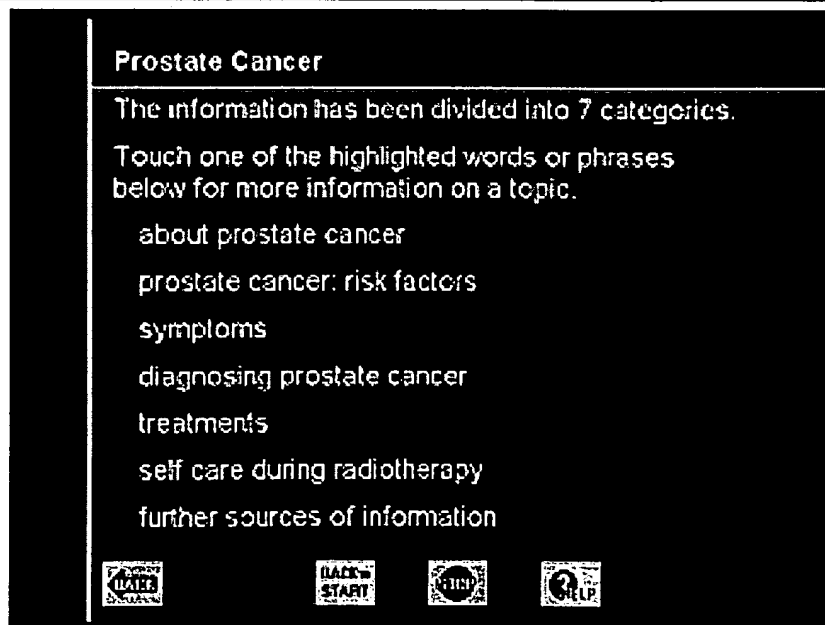 Prostate Cancer
The information has been divided into 7 categories.
Touch one of the highlighted words or phrases
below for more information on a topic.
about prostate cancer
prostate cancer: risk factors
symptoms
diagnosing prostate cancer
treatments
self care during radiotherapy
further sources of information
BACK to
START
HELP